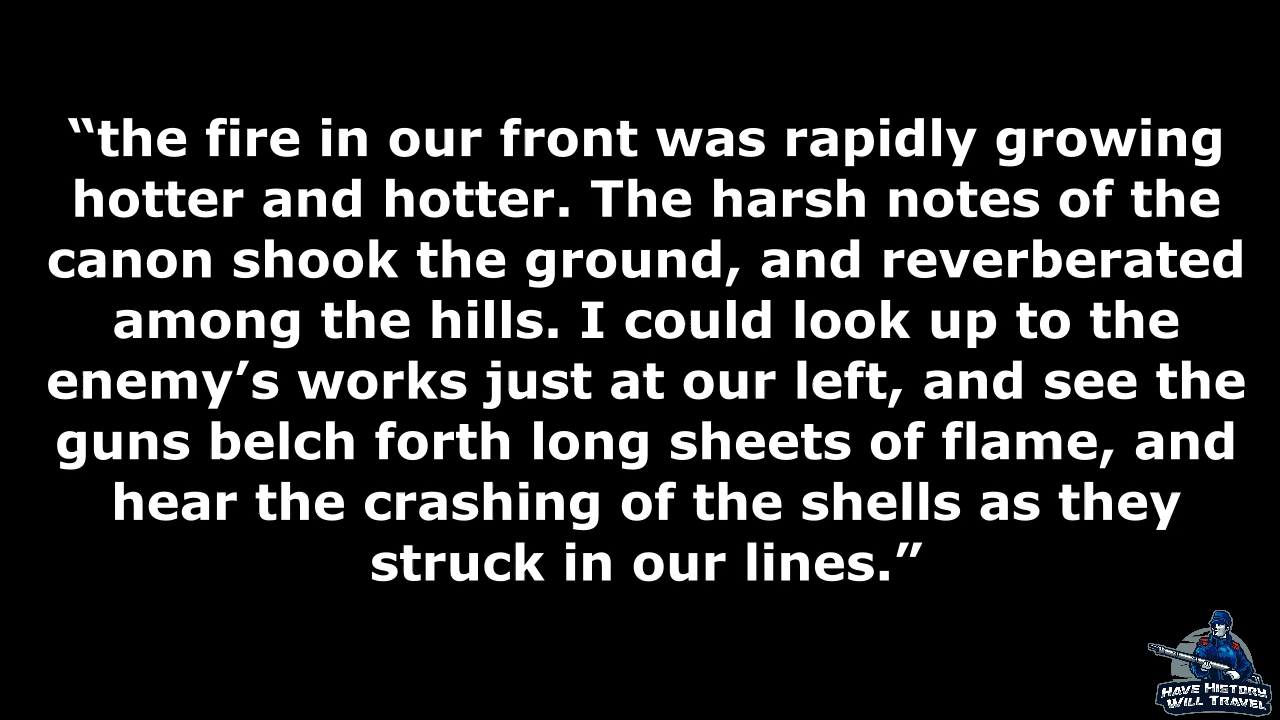 “the fire in our front was rapidly growing
hotter and hotter. The harsh notes of the
canon shook the ground, and reverberated
among the hills. I could look up to the
enemy’s works just at our left, and see the
guns belch forth long sheets of flame, and
hear the crashing of the shells as they
struck in our lines.”
HAVE HISTORY
WILL TRAVEL